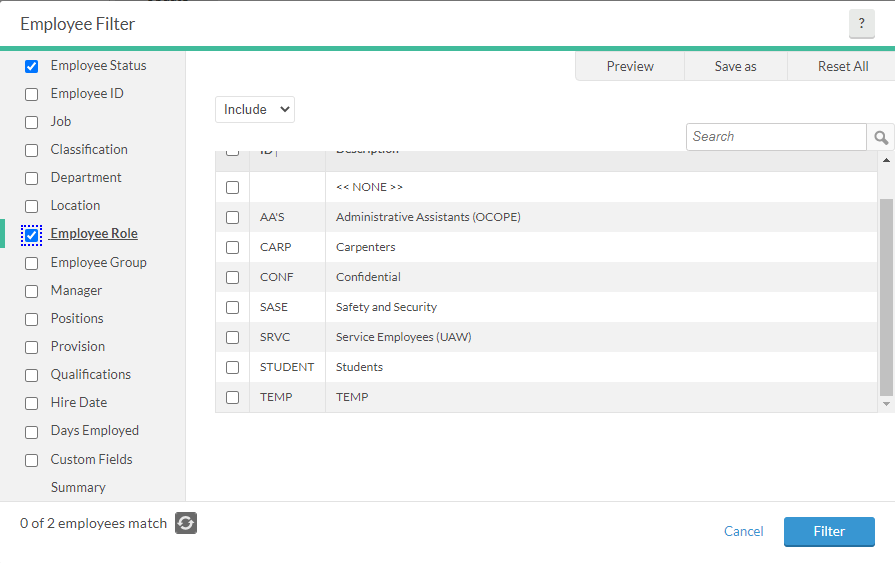 Employee Filter
?
Employee Status
Employee ID
Job
Classification
Department
Location
Employee Role
Employee Group
Manager
Positions
Provision
Qualifications
Hire Date
Days Employed
Custom Fields
Summary
Preview Save as Reset All
Include
Search
ID Description
<< NONE >>
AA'S Administrative Assistants (OCOPE)
CARP Carpenters
CONF Confidential
SASE Safety and Security
SRVC Service Employees (UAW)
STUDENT Students
TEMP TEMP
0 of 2 employees match
Cancel Filter